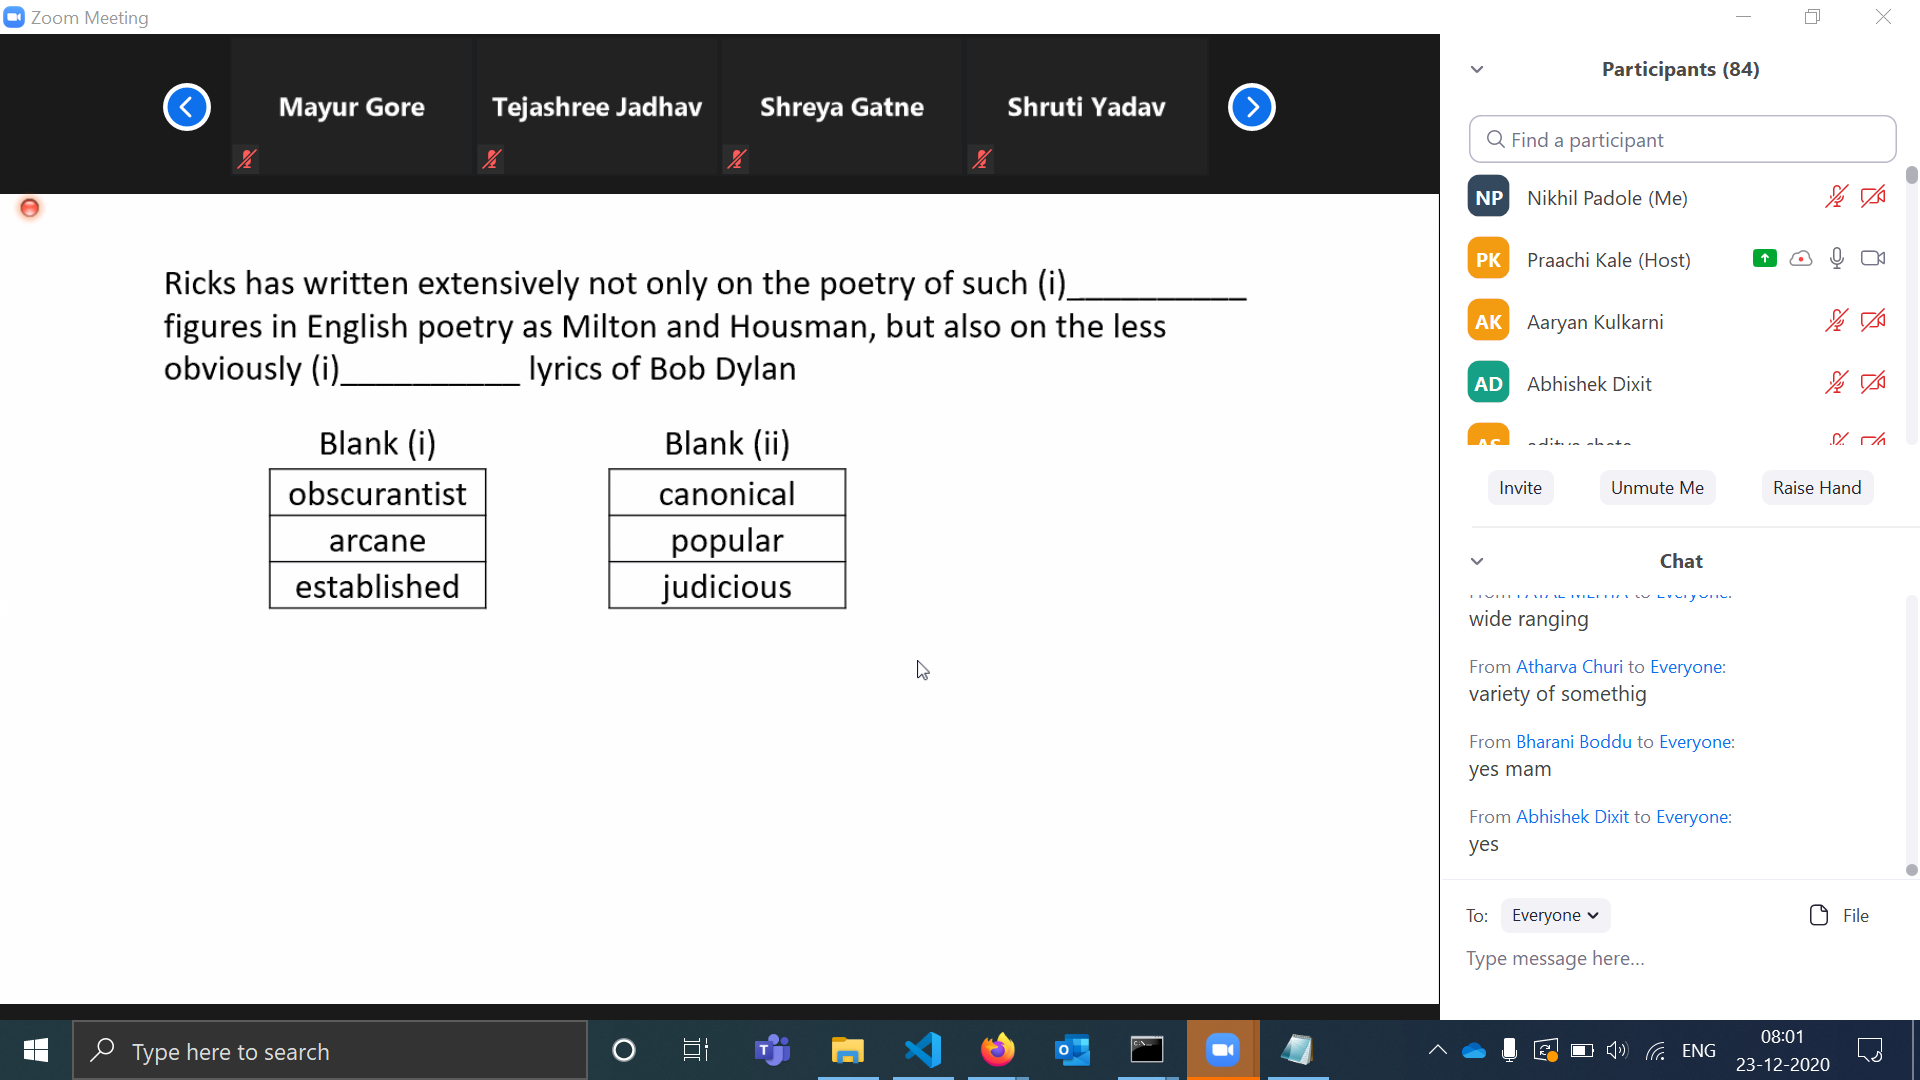 Zoom Meeting
Mayur Gore
Tejashree Jadhav
Shreya Gatne
Shruti Yadav
Ricks has written extensively not only on the poetry of such (i)__________
figures in English poetry as Milton and Housman, but also on the less
obviously (i)__________ lyrics of Bob Dylan
Blank (i) Blank (ii)
obscurantist canonical
arcane popular
established judicious
Participants (84)
Find a participant
NP Nikhil Padole (Me)
PK Praachi Kale (Host)
AK Aaryan Kulkarni
AD Abhishek Dixit
Invite Unmute Me Raise Hand
Chat
wide ranging
From Atharva Churi to Everyone:
variety of somethig
From Bharani Boddu to Everyone:
yes mam
From Abhishek Dixit to Everyone:
yes
To: Everyone File
Type message here...
Type here to search
ENG
08:01
23-12-2020